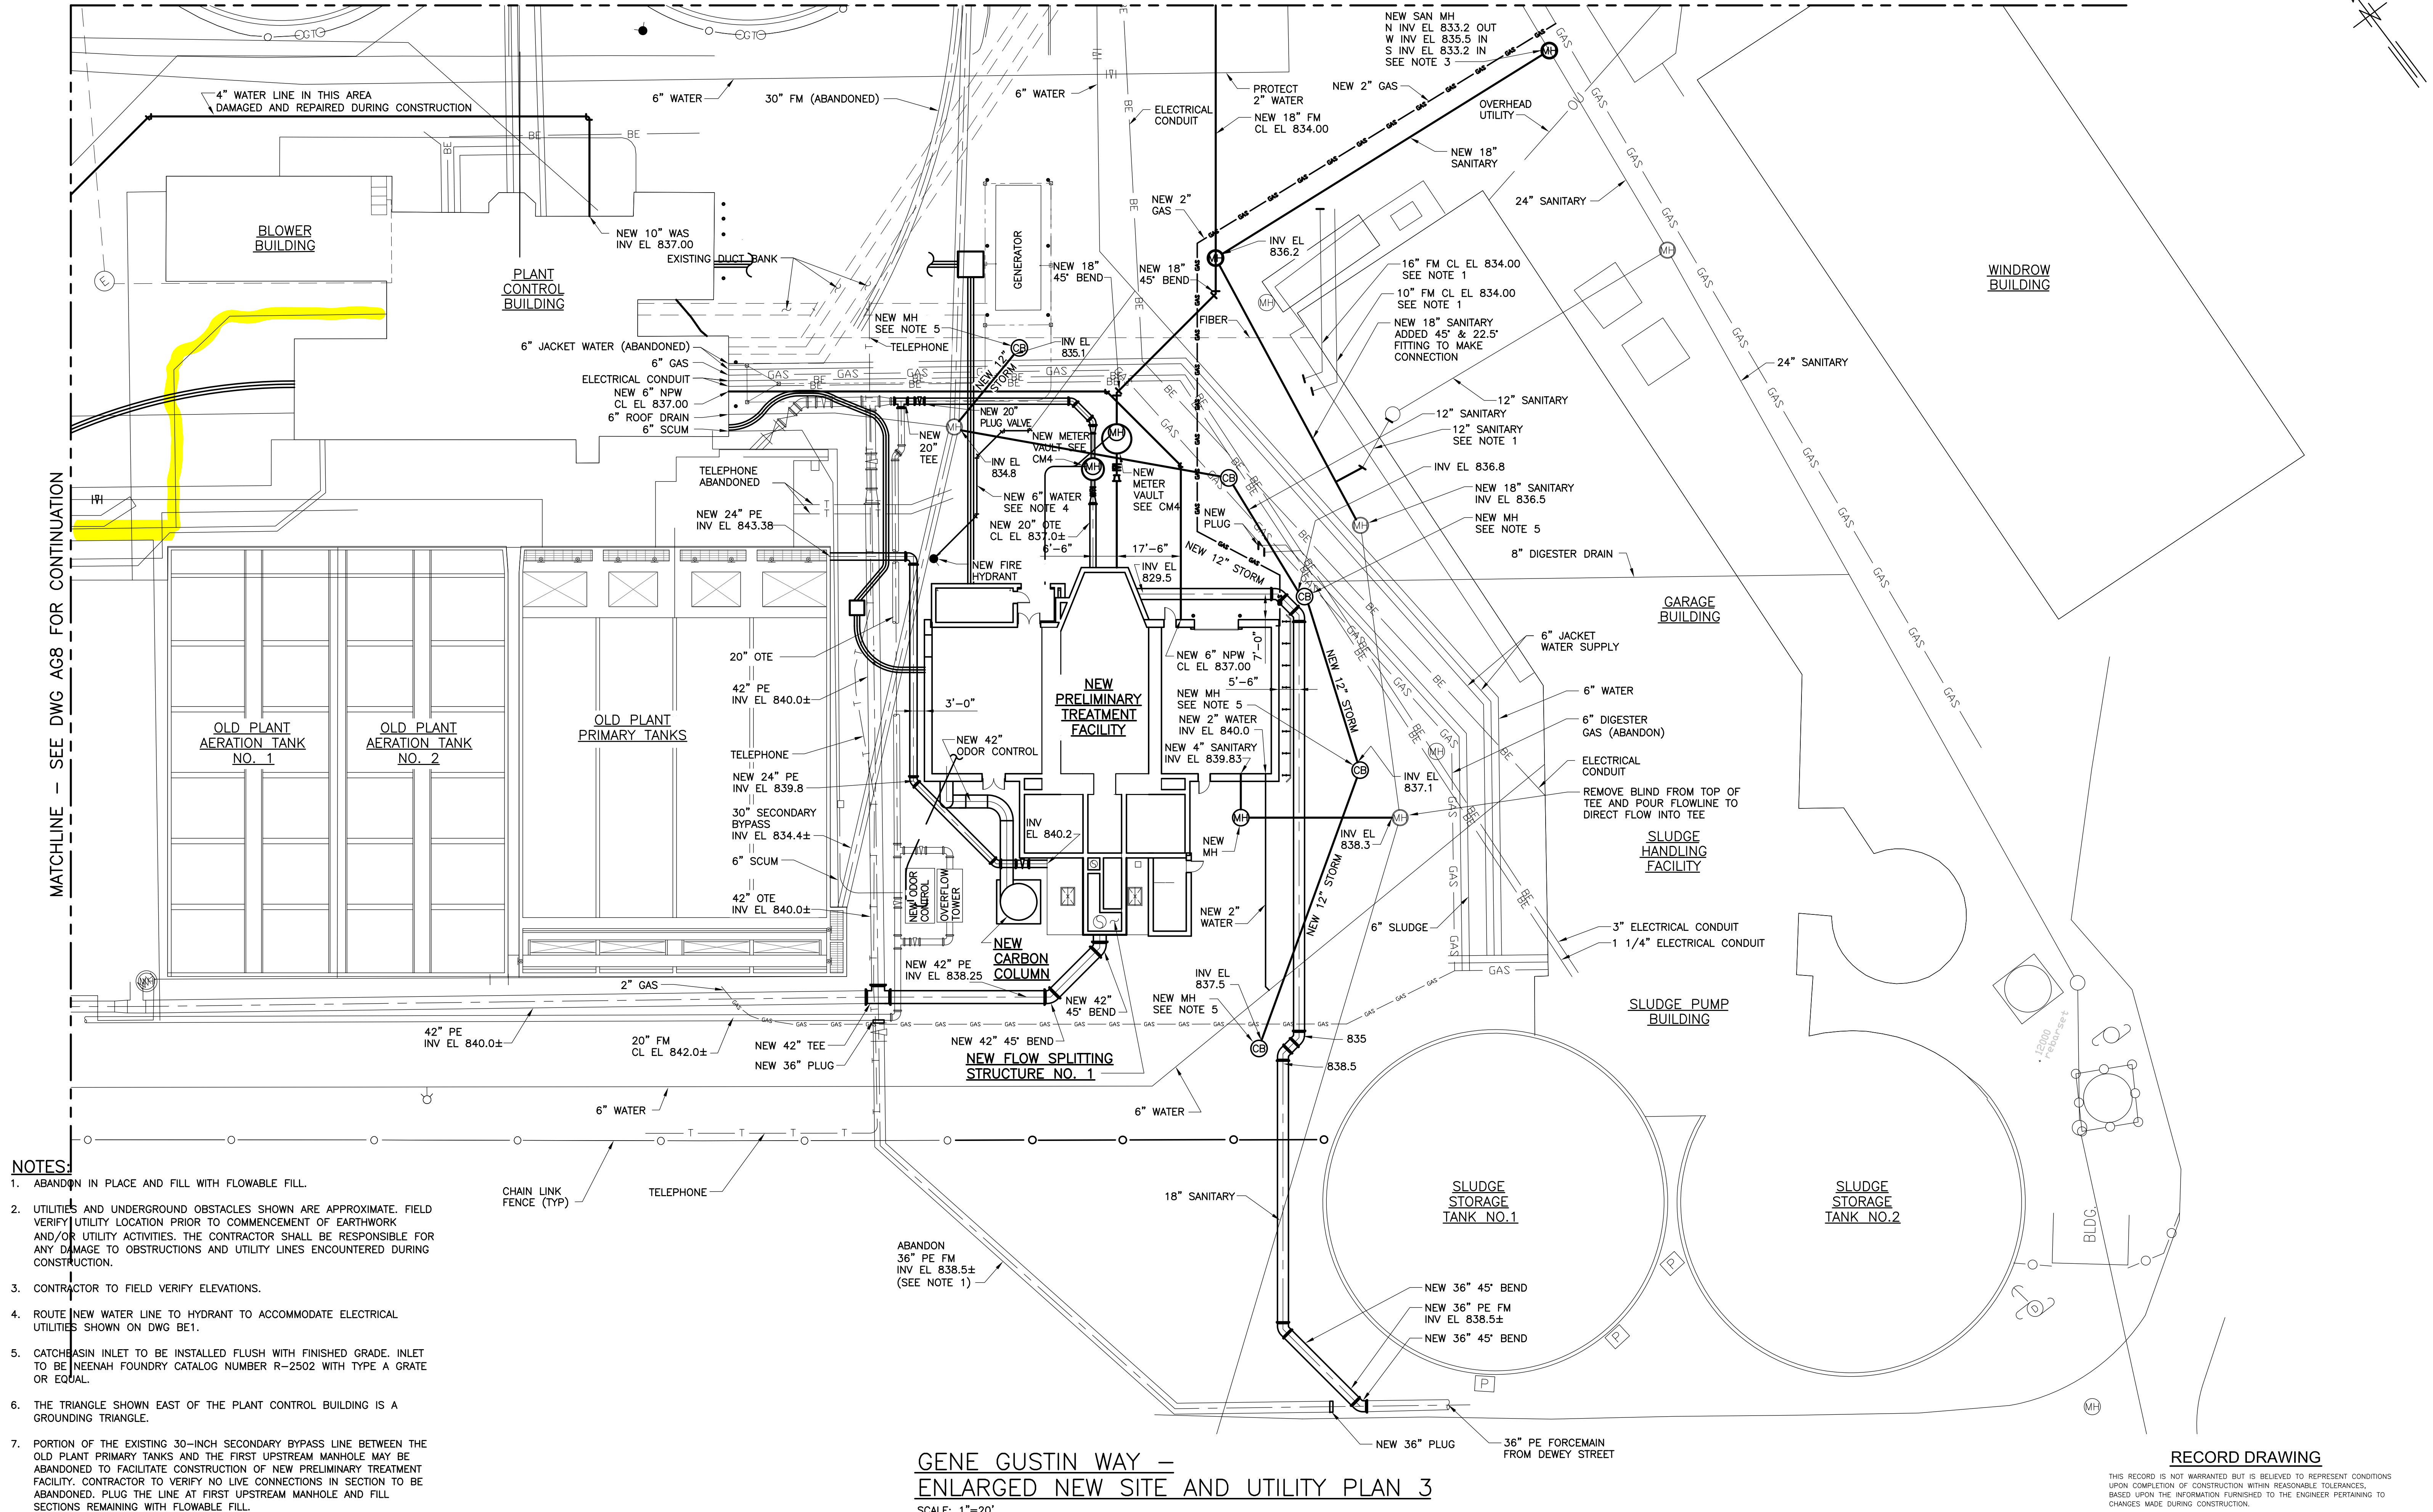 NEW SAN MH
N INV EL 833.2 OUT
W INV EL 835.5 IN
S INV EL 833.2 IN
SEE NOTE 3
4" WATER LINE IN THIS AREA
DAMAGED AND REPAIRED DURING CONSTRUCTION
6" WATER
30" FM (ABANDONED)
6" WATER
ELECTRICAL
CONDUIT
PROTECT
2" WATER
NEW 18" FM
CL EL 834.00
NEW 2" GAS
OVERHEAD
UTILITY
NEW 18"
SANITARY
24" SANITARY
BLOWER
BUILDING
NEW 10" WAS
INV EL 837.00
EXISTING DUCT BANK
PLANT
CONTROL
BUILDING
GENERATOR
NEW 2"
GAS
INV EL
836.2
NEW 18"
45° BEND
NEW 18"
45° BEND
16" FM CL EL 834.00
SEE NOTE 1
10" FM CL EL 834.00
SEE NOTE 1
NEW 18" SANITARY
ADDED 45° & 22.5°
FITTING TO MAKE
CONNECTION
FIBER
WINDROW
BUILDING
24" SANITARY
NEW MH
SEE NOTE 5
INV EL
835.1
TELEPHONE
NEW 12"
STORM
6" JACKET WATER (ABANDONED)
6" GAS
ELECTRICAL CONDUIT
NEW 6" NPW
CL EL 837.00
6" ROOF DRAIN
6" SCUM
NEW 20"
PLUG VALVE
NEW
20"
TEE
NEW METER
VAULT SEE
CM4
INV EL
834.8
NEW
METER
VAULT
SEE CM4
12" SANITARY
12" SANITARY
12" SANITARY
SEE NOTE 1
INV EL 836.8
NEW 18" SANITARY
INV EL 836.5
NEW MH
SEE NOTE 5
TELEPHONE
ABANDONED
NEW 24" PE
INV EL 843.38
NEW 6" WATER
SEE NOTE 4
NEW 20" OTE
CL EL 837.0±
6'-6"
17'-6"
NEW
PLUG
NEW 12" STORM
NEW FIRE
HYDRANT
INV EL
829.5
8" DIGESTER DRAIN
GARAGE
BUILDING
6" JACKET
WATER SUPPLY
MATCHLINE - SEE DWG AG8 FOR CONTINUATION
20" OTE
42" PE
INV EL 840.0±
NEW 6" NPW
CL EL 837.00
7'-0"
5'-6"
3'-0"
NEW
PRELIMINARY
TREATMENT
FACILITY
NEW MH
SEE NOTE 5
NEW 2" WATER
INV EL 840.0
NEW 4" SANITARY
INV EL 839.83
NEW 12" STORM
6" WATER
6" DIGESTER
GAS (ABANDON)
OLD PLANT
AERATION TANK
NO. 1
OLD PLANT
AERATION TANK
NO. 2
OLD PLANT
PRIMARY TANKS
NEW 42"
ODOR CONTROL
TELEPHONE
NEW 24" PE
INV EL 839.8
30" SECONDARY
BYPASS
INV EL 834.4±
6" SCUM
42" OTE
INV EL 840.0±
INV
EL 840.2
NEW
MH
INV EL
837.1
INV EL
838.3
ELECTRICAL
CONDUIT
REMOVE BLIND FROM TOP OF
TEE AND POUR FLOWLINE TO
DIRECT FLOW INTO TEE
SLUDGE
HANDLING
FACILITY
NEW ODOR
CONTROL
OVERFLOW
TOWER
NEW
CARBON
COLUMN
NEW 2"
WATER
NEW 12" STORM
6" SLUDGE
3" ELECTRICAL CONDUIT
1 1/4" ELECTRICAL CONDUIT
NEW 42" PE
INV EL 838.25
2" GAS
NEW 42"
45° BEND
INV EL
837.5
NEW MH
SEE NOTE 5
SLUDGE PUMP
BUILDING
42" PE
INV EL 840.0±
20" FM
CL EL 842.0±
NEW 42" TEE
NEW 36" PLUG
NEW 42" 45° BEND
NEW FLOW SPLITTING
STRUCTURE NO. 1
835
838.5
.12000
rebarset
6" WATER
6" WATER
CHAIN LINK
FENCE (TYP)
TELEPHONE
18" SANITARY
SLUDGE
STORAGE
TANK NO.1
SLUDGE
STORAGE
TANK NO.2
BLDG.
ABANDON
36" PE FM
INV EL 838.5±
(SEE NOTE 1)
NEW 36" 45° BEND
NEW 36" PE FM
INV EL 838.5±
NEW 36" 45° BEND
NEW 36" PLUG
36" PE FORCEMAIN
FROM DEWEY STREET
NOTES:
1. ABANDON IN PLACE AND FILL WITH FLOWABLE FILL.
2. UTILITIES AND UNDERGROUND OBSTACLES SHOWN ARE APPROXIMATE. FIELD
VERIFY UTILITY LOCATION PRIOR TO COMMENCEMENT OF EARTHWORK
AND/OR UTILITY ACTIVITIES. THE CONTRACTOR SHALL BE RESPONSIBLE FOR
ANY DAMAGE TO OBSTRUCTIONS AND UTILITY LINES ENCOUNTERED DURING
CONSTRUCTION.
3. CONTRACTOR TO FIELD VERIFY ELEVATIONS.
4. ROUTE NEW WATER LINE TO HYDRANT TO ACCOMMODATE ELECTRICAL
UTILITIES SHOWN ON DWG BE1.
5. CATCHBASIN INLET TO BE INSTALLED FLUSH WITH FINISHED GRADE. INLET
TO BE NEENAH FOUNDRY CATALOG NUMBER R-2502 WITH TYPE A GRATE
OR EQUAL.
6. THE TRIANGLE SHOWN EAST OF THE PLANT CONTROL BUILDING IS A
GROUNDING TRIANGLE.
7. PORTION OF THE EXISTING 30-INCH SECONDARY BYPASS LINE BETWEEN THE
OLD PLANT PRIMARY TANKS AND THE FIRST UPSTREAM MANHOLE MAY BE
ABANDONED TO FACILITATE CONSTRUCTION OF NEW PRELIMINARY TREATMENT
FACILITY. CONTRACTOR TO VERIFY NO LIVE CONNECTIONS IN SECTION TO BE
ABANDONED. PLUG THE LINE AT FIRST UPSTREAM MANHOLE AND FILL
SECTIONS REMAINING WITH FLOWABLE FILL.
GENE GUSTIN WAY -
ENLARGED NEW SITE AND UTILITY PLAN 3
SCALE: 1"=20'
RECORD DRAWING
THIS RECORD IS NOT WARRANTED BUT IS BELIEVED TO REPRESENT CONDITIONS
UPON COMPLETION OF CONSTRUCTION WITHIN REASONABLE TOLERANCES,
BASED UPON THE INFORMATION FURNISHED TO THE ENGINEER PERTAINING TO
CHANGES MADE DURING CONSTRUCTION.